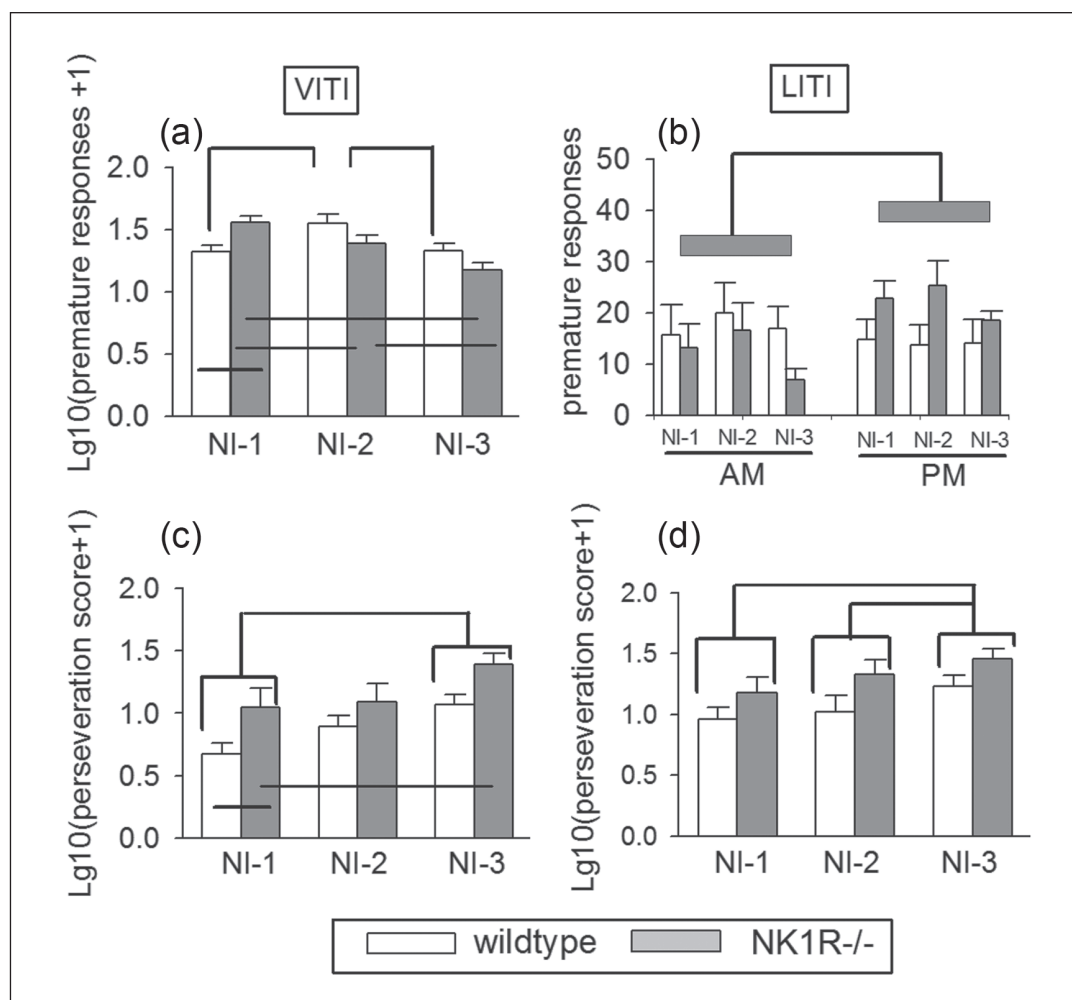 VITI
LITI
(a)
Lg10(premature responses +1)
2.0
1.5
1.0
0.5
0.0
NI-1 NI-2 NI-3
(b)
premature responses
50
40
30
20
10
0
NI-1 NI-2 NI-3 NI-1 NI-2 NI-3
AM PM
(c)
Lg10(perseveration score+1)
2.0
1.5
1.0
0.5
0.0
NI-1 NI-2 NI-3
(d)
Lg10(perseveration score+1)
2.0
1.5
1.0
0.5
0.0
NI-1 NI-2 NI-3
wildtype NK1R-/-